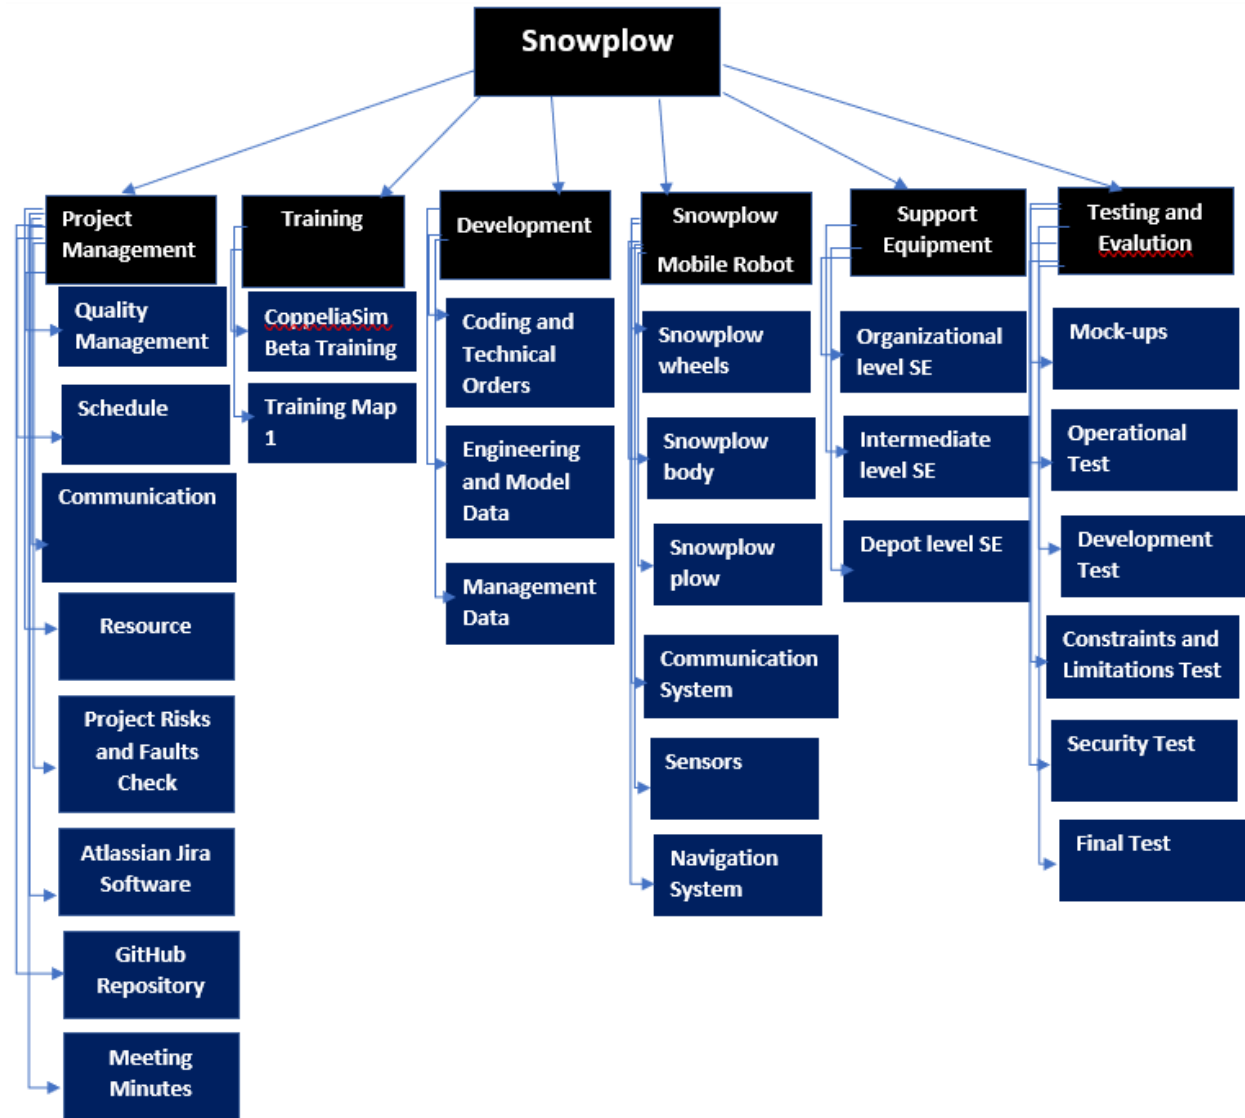 Snowplow
Project
Management
Quality
Management
Schedule
Communication
Resource
Project Risks
and Faults
Check
Atlassian Jira
Software
GitHub
Repository
Meeting
Minutes
Training
CoppeliaSim
Beta Training
Training Map
1
Development
Coding and
Technical
Orders
Engineering
and Model
Data
Management
Data
Snowplow
Mobile Robot
Snowplow
wheels
Snowplow
body
Snowplow
plow
Communication
System
Sensors
Navigation
System
Support
Equipment
Organizational
level SE
Intermediate
level SE
Depot level SE
Testing and
Evalution
Mock-ups
Operational
Test
Development
Test
Constraints and
Limitations Test
Security Test
Final Test